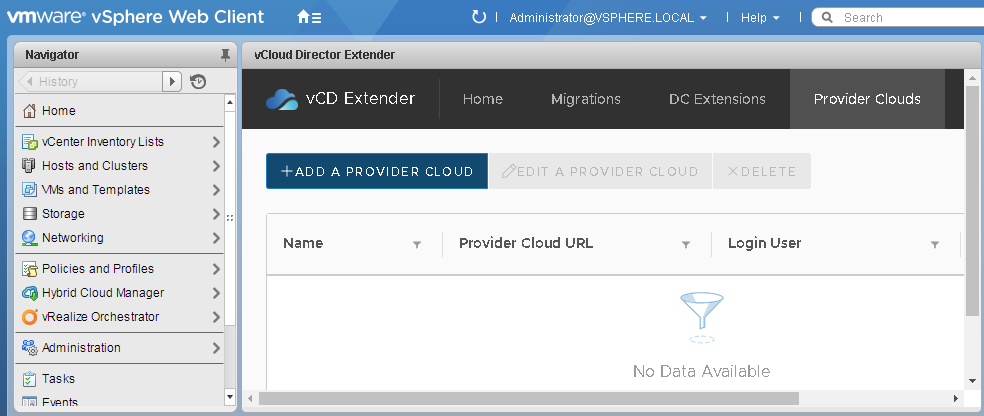 vmware® vSphere Web Client
Administrator@VSPHERE.LOCAL
Help
Search
Navigator
History
Home
vCenter Inventory Lists
Hosts and Clusters
VMs and Templates
Storage
Networking
Policies and Profiles
Hybrid Cloud Manager
vRealize Orchestrator
Administration
Tasks
Events
vCloud Director Extender
vCD Extender
Home
Migrations
DC Extensions
Provider Clouds
ADD A PROVIDER CLOUD
EDIT A PROVIDER CLOUD
DELETE
Name
Provider Cloud URL
Login User
No Data Available